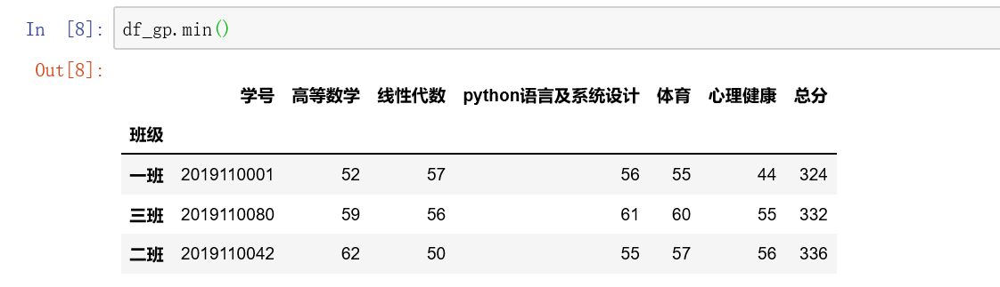 In [8]: df_gp.min()
Out[8]:
学号 高等数学 线性代数 python语言及系统设计 体育 心理健康 总分
班级
一班 2019110001 52 57 56 55 44 324
三班 2019110080 59 56 61 60 55 332
二班 2019110042 62 50 55 57 56 336